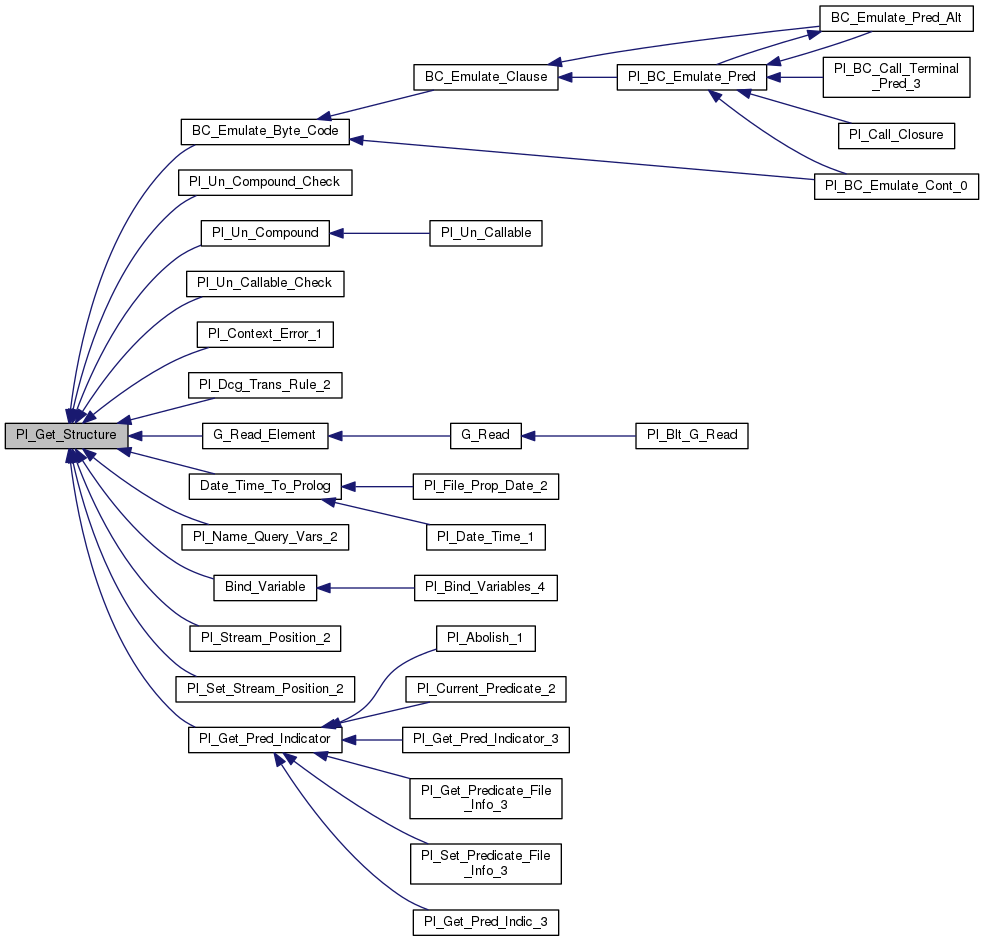 BC_Emulate_Pred_Alt
BC_Emulate_Clause
Pl_BC_Emulate_Pred
Pl_BC_Call_Terminal
_Pred_3
BC_Emulate_Byte_Code
Pl_Call_Closure
Pl_Un_Compound_Check
Pl_BC_Emulate_Cont_0
Pl_Un_Compound
Pl_Un_Callable
Pl_Un_Callable_Check
Pl_Context_Error_1
Pl_Dcg_Trans_Rule_2
Pl_Get_Structure
G_Read_Element
G_Read
Pl_Blt_G_Read
Date_Time_To_Prolog
Pl_File_Prop_Date_2
Pl_Name_Query_Vars_2
Pl_Date_Time_1
Bind_Variable
Pl_Bind_Variables_4
Pl_Stream_Position_2
Pl_Abolish_1
Pl_Set_Stream_Position_2
Pl_Current_Predicate_2
Pl_Get_Pred_Indicator
Pl_Get_Pred_Indicator_3
Pl_Get_Predicate_File
_Info_3
Pl_Set_Predicate_File
_Info_3
Pl_Get_Pred_Indic_3